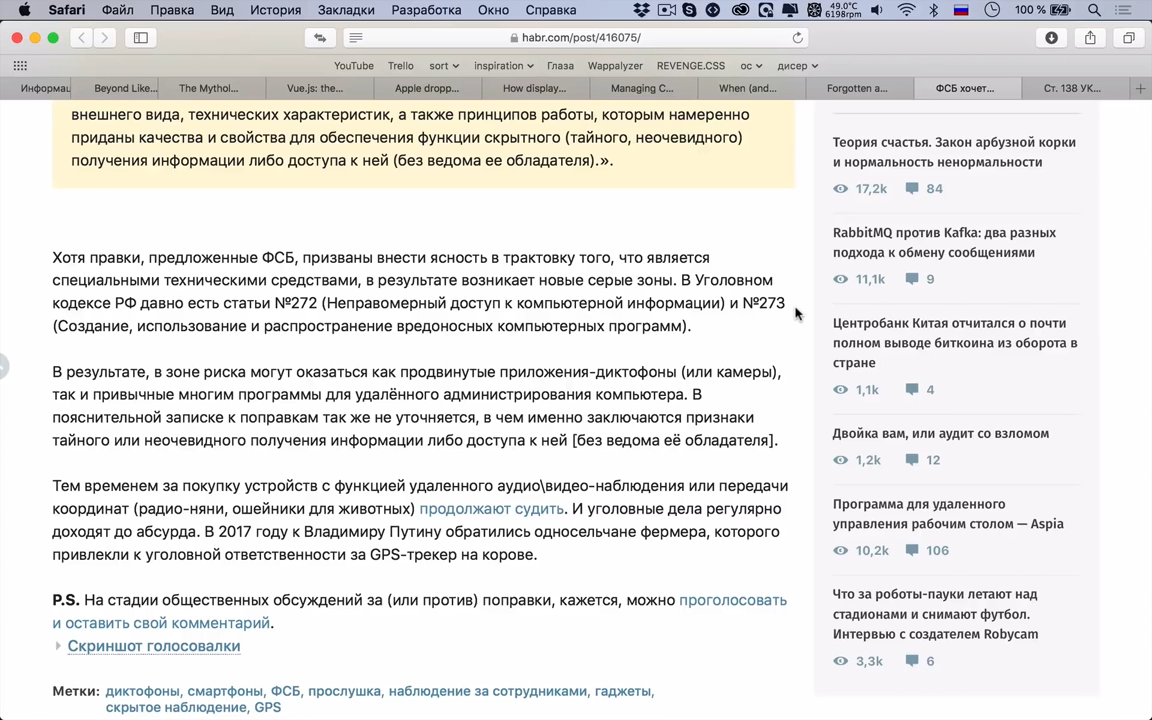 Safari Файл Правка Вид История Закладки Разработка Окно Справка 49.0°C 6198rpm 100 %
habr.com/post/416075/
YouTube Trello sort inspiration Глаза Wappalyzer REVENGE.CSS ос дисер
Информац Beyond Like... The Mythol... Vue.js: the... Apple dropp... How display... Managing C... When (and... Forgotten a... ФСБ хочет... Ст. 138 УК...
внешнего вида, технических характеристик, а также принципов работы, которым намеренно
приданы качества и свойства для обеспечения функции скрытного (тайного, неочевидного)
получения информации либо доступа к ней (без ведома ее обладателя).».
Хотя правки, предложенные ФСБ, призваны внести ясность в трактовку того, что является
специальными техническими средствами, в результате возникает новые серые зоны. В Уголовном
кодексе РФ давно есть статьи №272 (Неправомерный доступ к компьютерной информации) и №273
(Создание, использование и распространение вредоносных компьютерных программ).
В результате, в зоне риска могут оказаться как продвинутые приложения-диктофоны (или камеры),
так и привычные многим программы для удалённого администрирования компьютера. В
пояснительной записке к поправкам так же не уточняется, в чем именно заключаются признаки
тайного или неочевидного получения информации либо доступа к ней [без ведома её обладателя].
Тем временем за покупку устройств с функцией удаленного аудио\видео-наблюдения или передачи
координат (радио-няни, ошейники для животных) продолжают судить. И уголовные дела регулярно
доходят до абсурда. В 2017 году к Владимиру Путину обратились односельчане фермера, которого
привлекли к уголовной ответственности за GPS-трекер на корове.
P.S. На стадии общественных обсуждений за (или против) поправки, кажется, можно проголосовать
и оставить свой комментарий.
Скриншот голосовалки
Метки: диктофоны, смартфоны, ФСБ, прослушка, наблюдение за сотрудниками, гаджеты,
скрытое наблюдение, GPS
Теория счастья. Закон арбузной корки
и нормальность ненормальности
17,2k 84
RabbitMQ против Kafka: два разных
подхода к обмену сообщениями
11,1k 9
Центробанк Китая отчитался о почти
полном выводе биткоина из оборота в
стране
1,1k 4
Двойка вам, или аудит со взломом
1,2k 12
Программа для удаленного
управления рабочим столом — Aspia
10,2k 106
Что за роботы-пауки летают над
стадионами и снимают футбол.
Интервью с создателем Robycam
3,3k 6